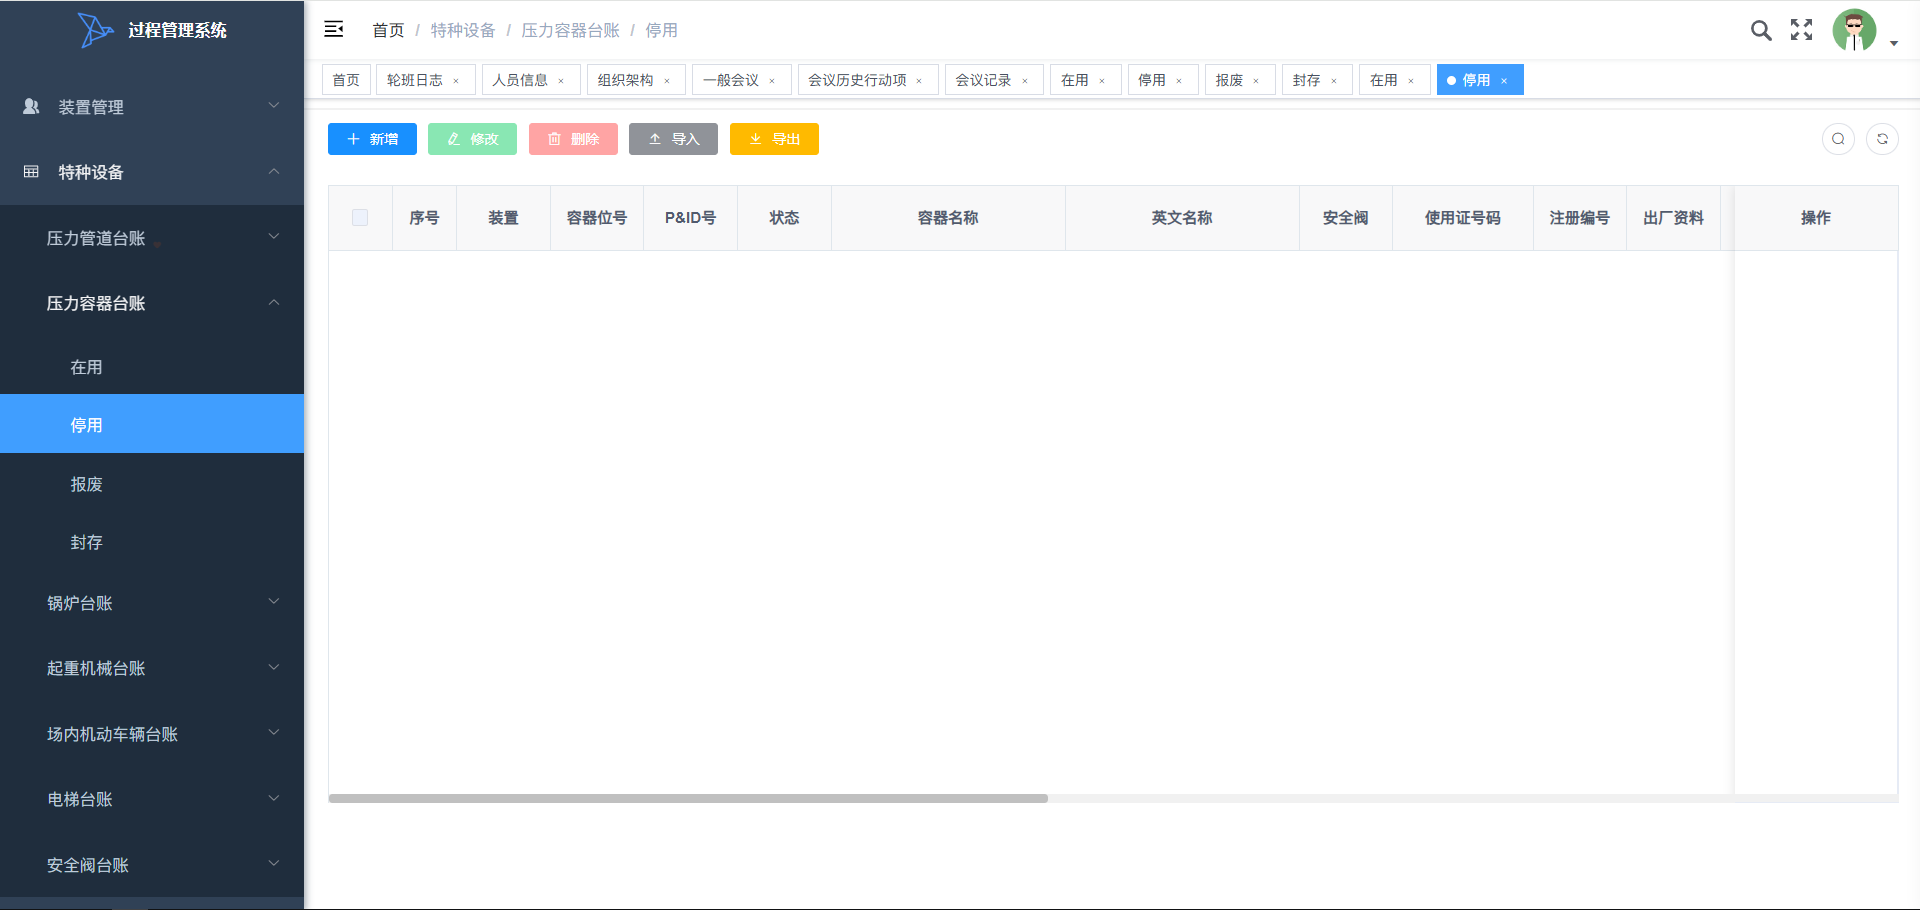 过程管理系统
首页 / 特种设备 / 压力容器台账 / 停用
首页 轮班日志 × 人员信息 × 组织架构 × 一般会议 × 会议历史行动项 × 会议记录 × 在用 × 停用 × 报废 × 封存 × 在用 × 停用 ×
装置管理
特种设备
压力管道台账
压力容器台账
在用
停用
报废
封存
锅炉台账
起重机械台账
场内机动车辆台账
电梯台账
安全阀台账
新增 修改 删除 导入 导出
序号 装置 容器位号 P&ID号 状态 容器名称 英文名称 安全阀 使用证号码 注册编号 出厂资料 操作